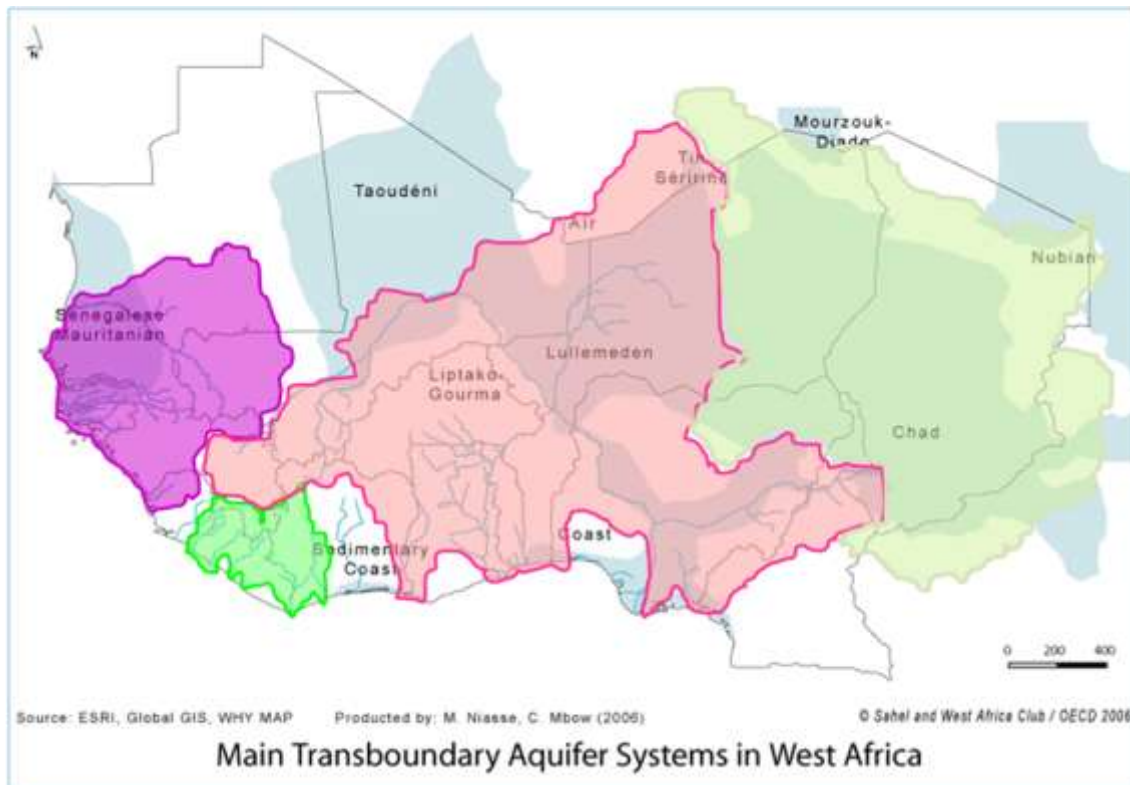 N
Mourzouk-
Djado
Tin
Séririne
Taoudéni
Air
Nubian
Senegalese
Mauritanian
Lullemeden
Liptako-
Gourma
Chad
Coast
Sedimentary
Coast
0 200 400
Source: ESRI, Global GIS, WHY MAP Producted by: M. Niasse, C. Mbow (2006) © Sahel and West Africa Club / OECD 2006
Main Transboundary Aquifer Systems in West Africa